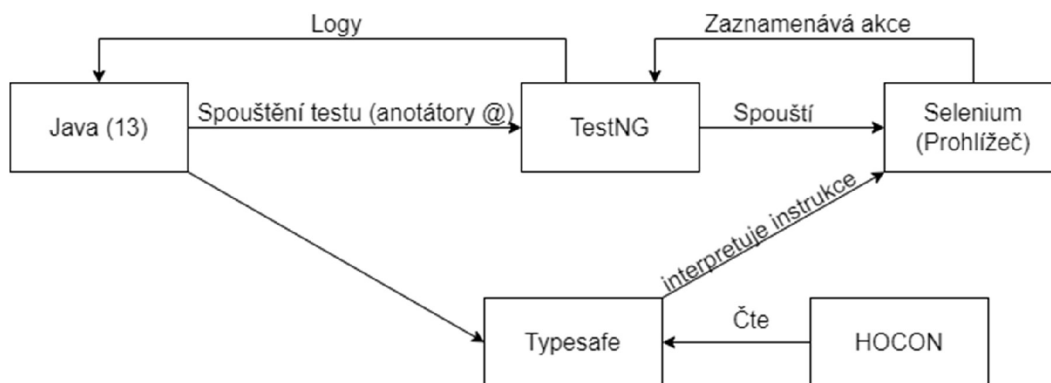 Logy
Zaznamenává akce
Java (13)
Spouštění testu (anotátory @)
TestNG
Spouští
Selenium
(Prohlížeč)
interpretuje instrukce
Typesafe
Čte
HOCON